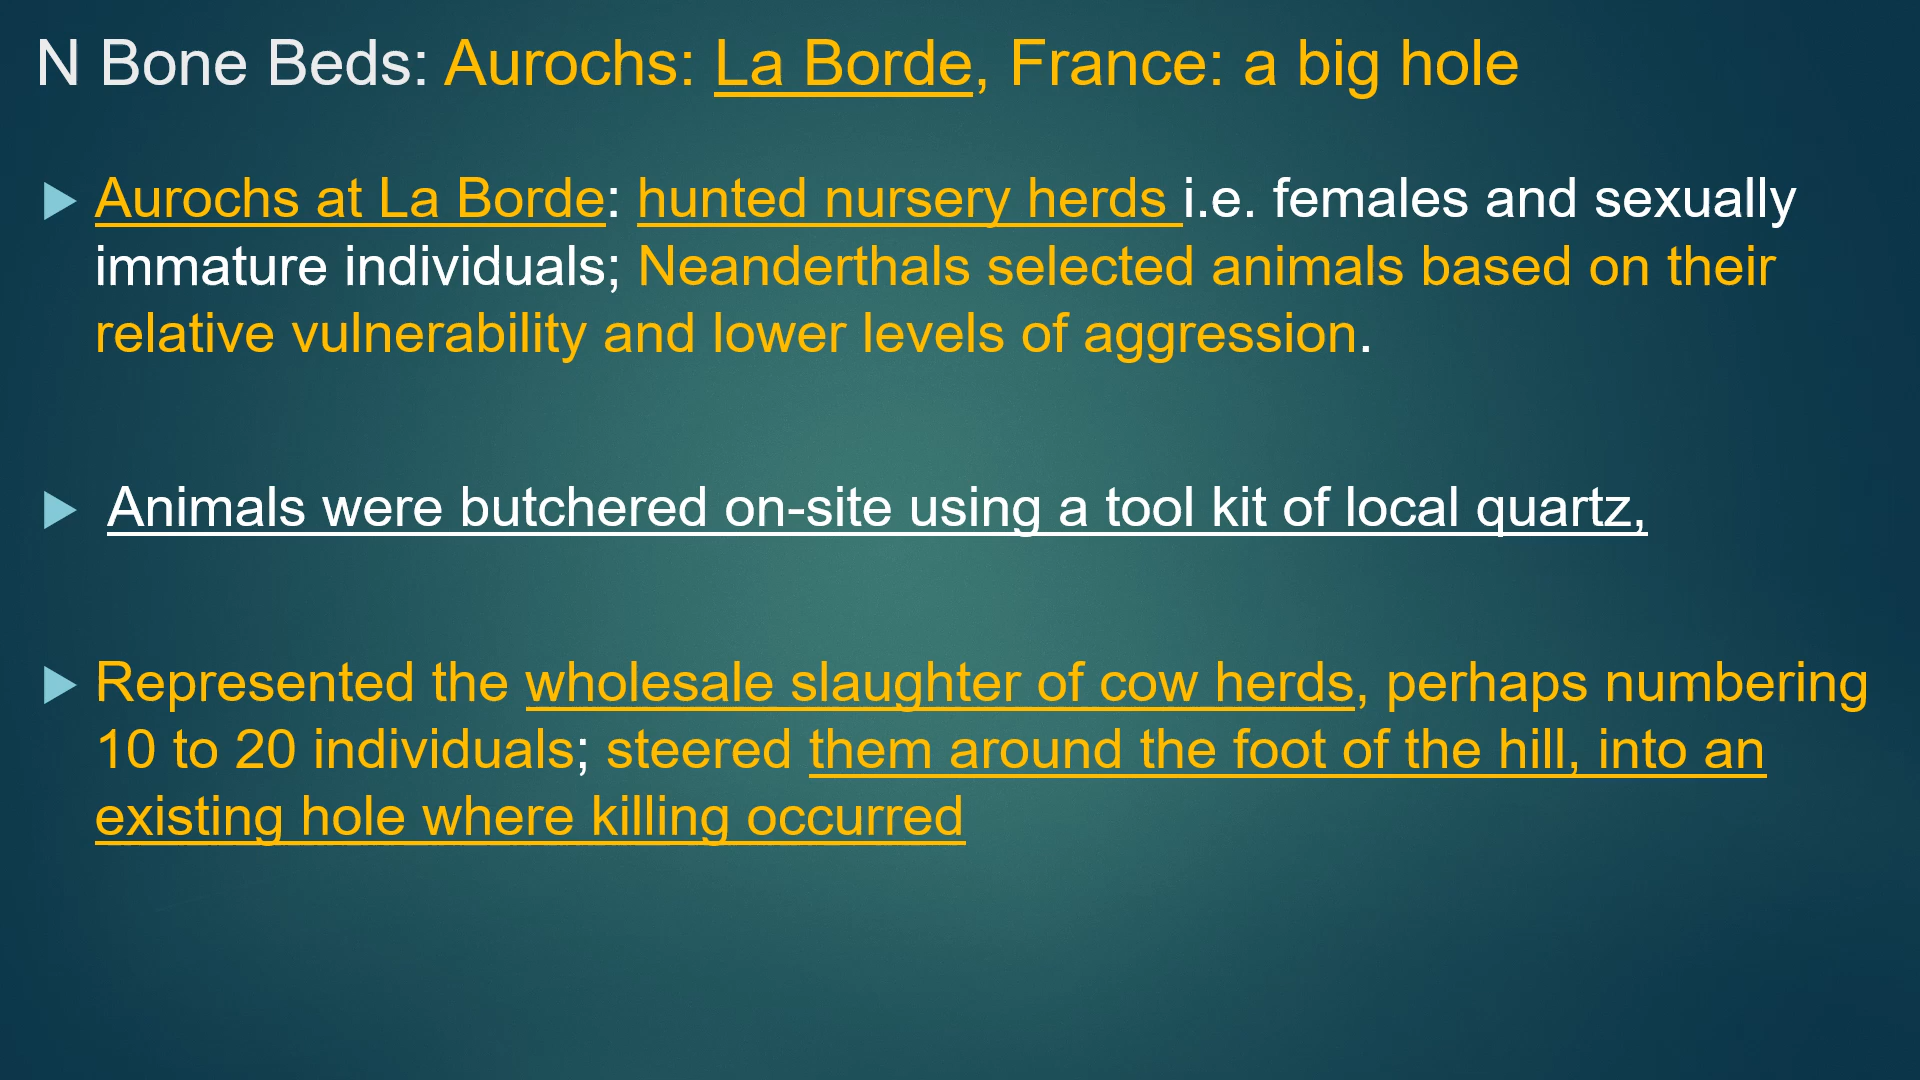 N Bone Beds: Aurochs: La Borde, France: a big hole
Aurochs at La Borde: hunted nursery herds i.e. females and sexually
immature individuals; Neanderthals selected animals based on their
relative vulnerability and lower levels of aggression.
Animals were butchered on-site using a tool kit of local quartz,
Represented the wholesale slaughter of cow herds, perhaps numbering
10 to 20 individuals; steered them around the foot of the hill, into an
existing hole where killing occurred